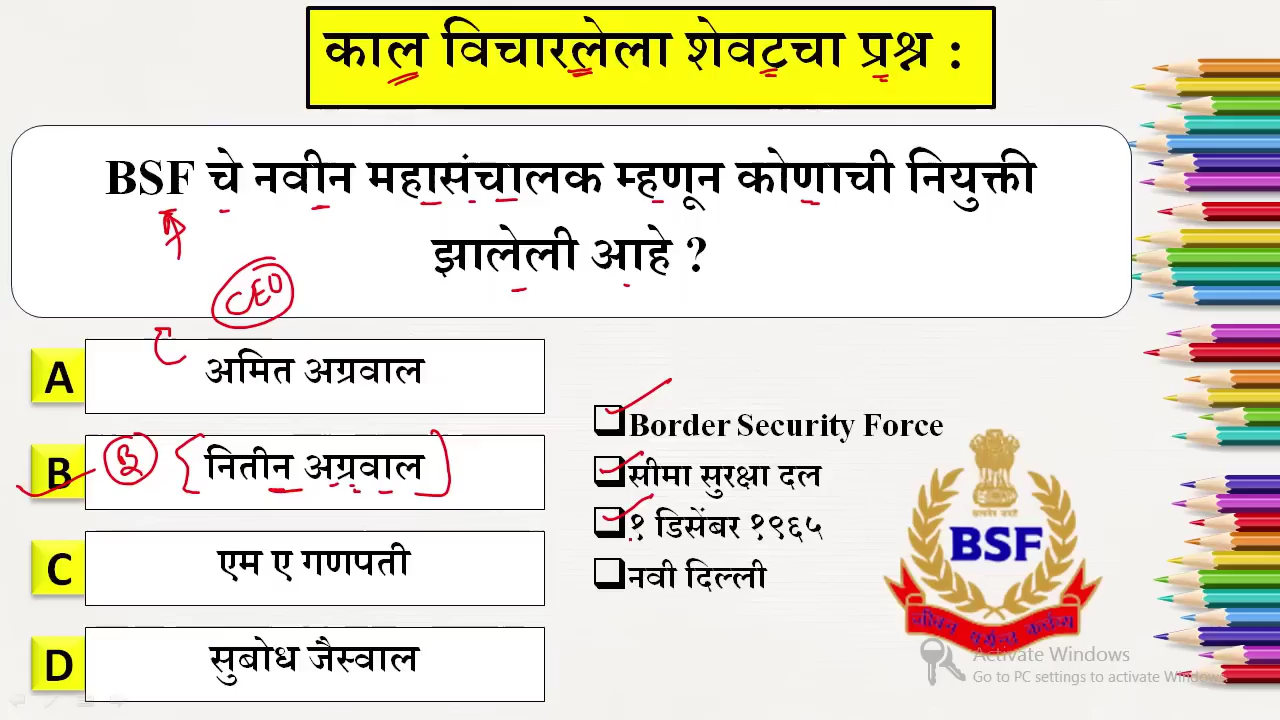 काल विचारलेला शेवटचा प्रश्न :
BSF चे नवीन महासंचालक म्हणून कोणाची नियुक्ती
झालेली आहे ?
CEO
A
अमित अग्रवाल
B
नितीन अग्रवाल
C
एम ए गणपती
D
सुबोध जैस्वाल
Border Security Force
सीमा सुरक्षा दल
१ डिसेंबर १९६५
नवी दिल्ली
BSF
Activate Windows
Go to PC settings to activate Windows.